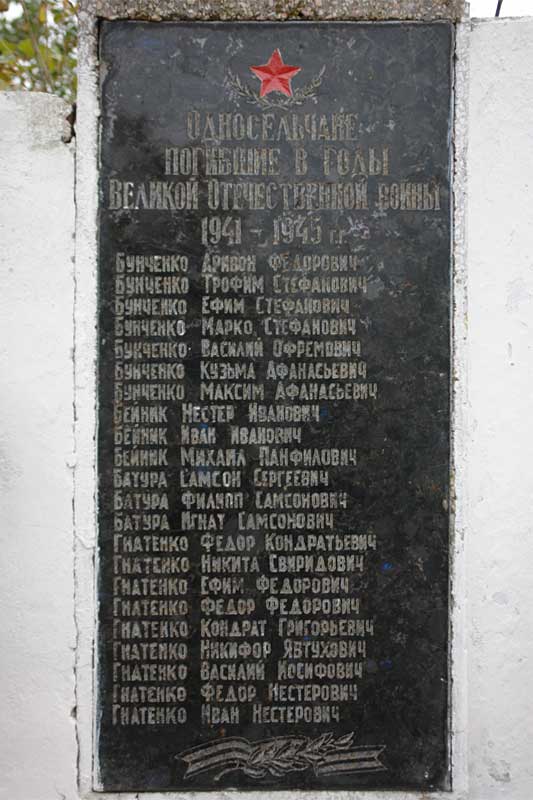 Односельчане
погибшие в годы
Великой Отечественной войны
1941 - 1945 г.г.
Бунченко Аривон Федорович
Бунченко Трофим Стефанович
Бунченко Ефим Стефанович
Бунченко Марко Стефанович
Бунченко Василий Офремович
Бунченко Кузьма Афанасьевич
Бунченко Максим Афанасьевич
Бейник Нестер Иванович
Бейник Иван Иванович
Бейник Михаил Панфилович
Батура Самсон Сергеевич
Батура Филипп Самсонович
Батура Игнат Самсонович
Гнатенко Федор Кондратьевич
Гнатенко Никита Свиридович
Гнатенко Ефим Федорович
Гнатенко Федор Федорович
Гнатенко Кондрат Григорьевич
Гнатенко Никифор Явтухович
Гнатенко Василий Иосифович
Гнатенко Федор Нестерович
Гнатенко Иван Нестерович